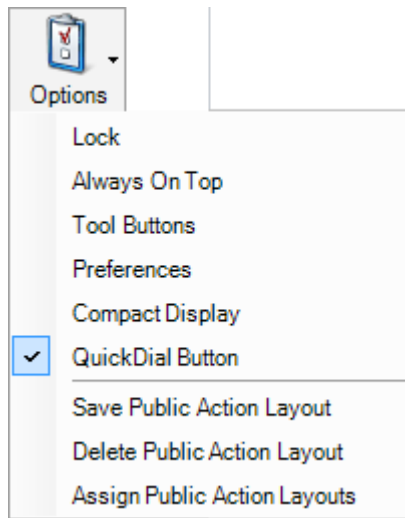 Options
Lock
Always On Top
Tool Buttons
Preferences
Compact Display
QuickDial Button
Save Public Action Layout
Delete Public Action Layout
Assign Public Action Layouts